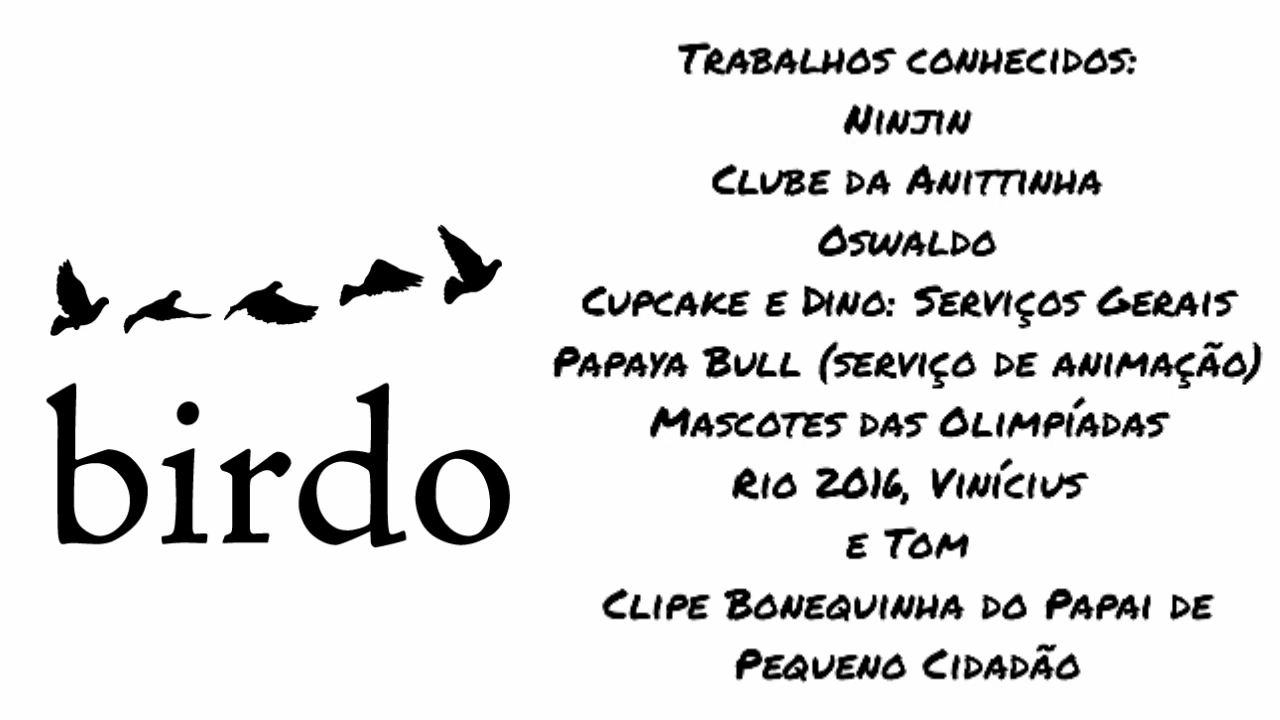 birdo
Trabalhos conhecidos:
Ninjin
Clube da Anittinha
Oswaldo
Cupcake e Dino: Serviços Gerais
Papaya Bull (serviço de animação)
Mascotes das Olimpíadas
Rio 2016, Vinícius
e Tom
Clipe Bonequinha do Papai de
Pequeno Cidadão